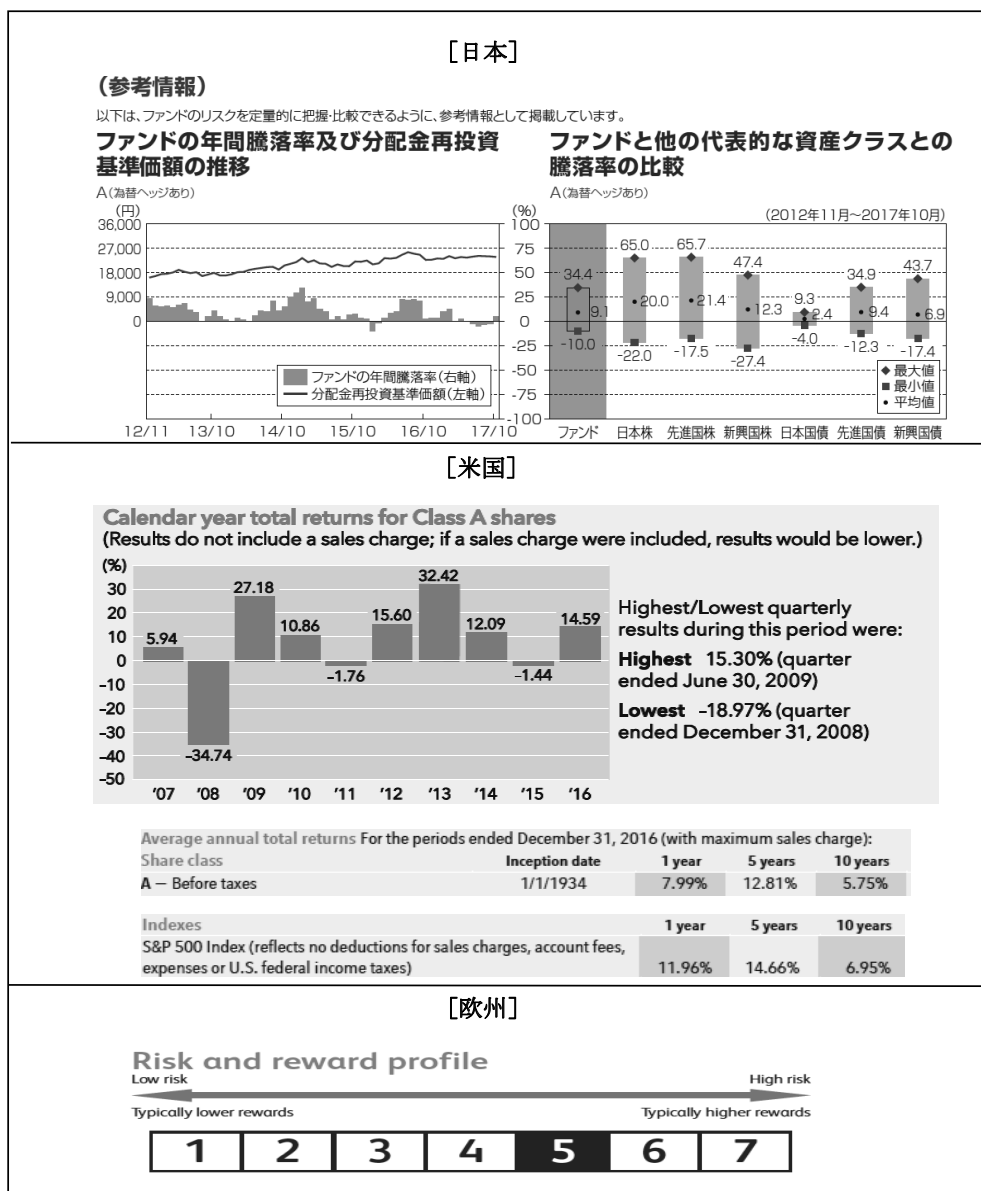 [日本]
（参考情報）
以下は、ファンドのリスクを定量的に把握・比較できるように、参考情報として掲載しています。
ファンドの年間騰落率及び分配金再投資
基準価額の推移
A（為替ヘッジあり）
（円）
36,000
27,000
18,000
9,000
0
（%）
100
75
50
25
0
-25
-50
-75
-100
ファンドの年間騰落率（右軸）
分配金再投資基準価額（左軸）
12/11 13/10 14/10 15/10 16/10 17/10
ファンドと他の代表的な資産クラスとの
騰落率の比較
A（為替ヘッジあり）
（2012年11月～2017年10月）
34.4 65.0 65.7 47.4 9.3 34.9 43.7
9.1 20.0 21.4 12.3 2.4 9.4 6.9
-10.0 -22.0 -17.5 -27.4 -4.0 -12.3 -17.4
最大値
最小値
平均値
ファンド 日本株 先進国株 新興国株 日本国債 先進国債 新興国債
[米国]
Calendar year total returns for Class A shares
(Results do not include a sales charge; if a sales charge were included, results would be lower.)
(%)
30
20
10
0
–10
–20
–30
–40
–50
5.94 –34.74 27.18 10.86 –1.76 15.60 32.42 12.09 –1.44 14.59
'07 '08 '09 '10 '11 '12 '13 '14 '15 '16
Highest/Lowest quarterly
results during this period were:
Highest 15.30% (quarter
ended June 30, 2009)
Lowest –18.97% (quarter
ended December 31, 2008)
Average annual total returns For the periods ended December 31, 2016 (with maximum sales charge):
Share class Inception date 1 year 5 years 10 years
A — Before taxes 1/1/1934 7.99% 12.81% 5.75%
Indexes 1 year 5 years 10 years
S&P 500 Index (reflects no deductions for sales charges, account fees,
expenses or U.S. federal income taxes) 11.96% 14.66% 6.95%
[欧州]
Risk and reward profile
Low risk High risk
Typically lower rewards Typically higher rewards
1 2 3 4 5 6 7